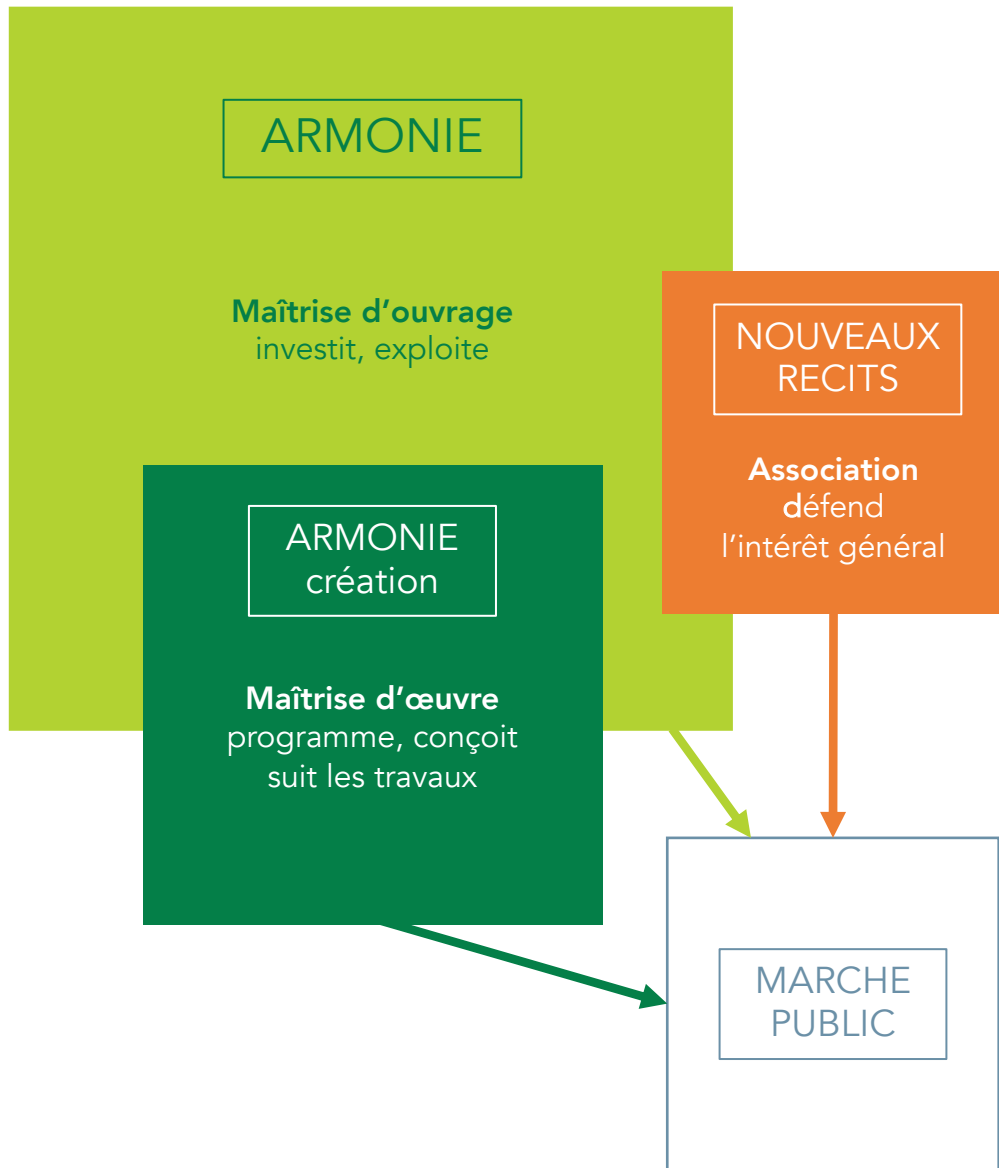 ARMONIE
Maîtrise d’ouvrage
investit, exploite
NOUVEAUX
RECITS
Association
défend
l’intérêt général
ARMONIE
création
Maîtrise d’œuvre
programme, conçoit
suit les travaux
MARCHE
PUBLIC